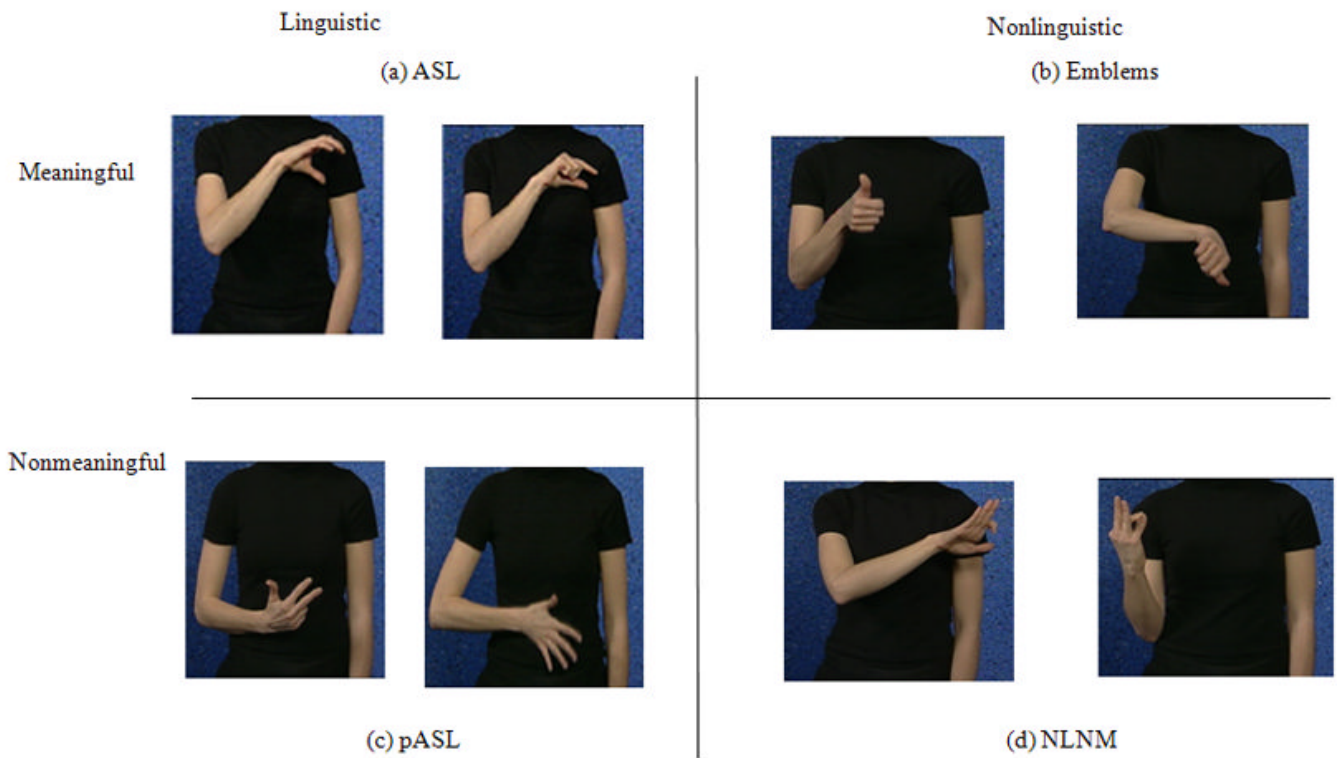 Linguistic
Nonlinguistic
(a) ASL
(b) Emblems
Meaningful
Nonmeaningful
(c) pASL
(d) NLNM